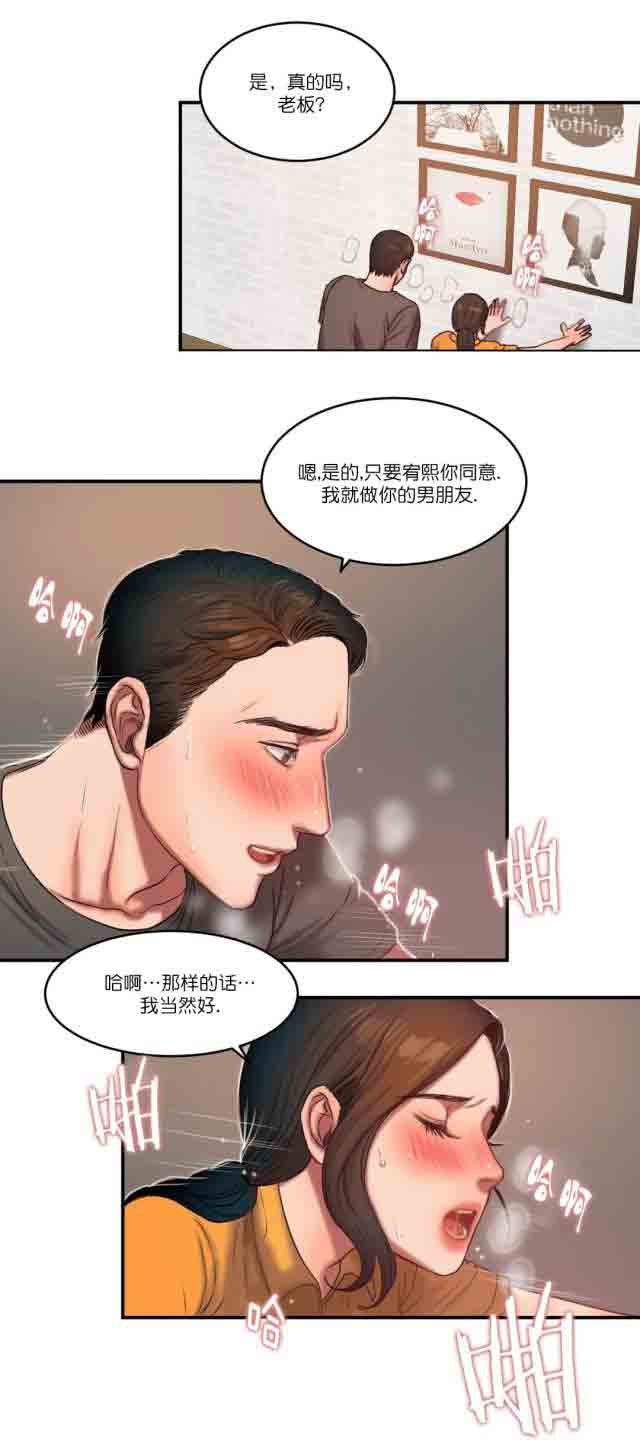 是，真的吗，
老板？
than
nothing
哈
啊
哈
啊
嗯,是的,只要宥熙你同意.
我就做你的男朋友.
哈啊
哈啊
啪
哈啊…那样的话…
我当然好.
啪
哈啊
哈
啪